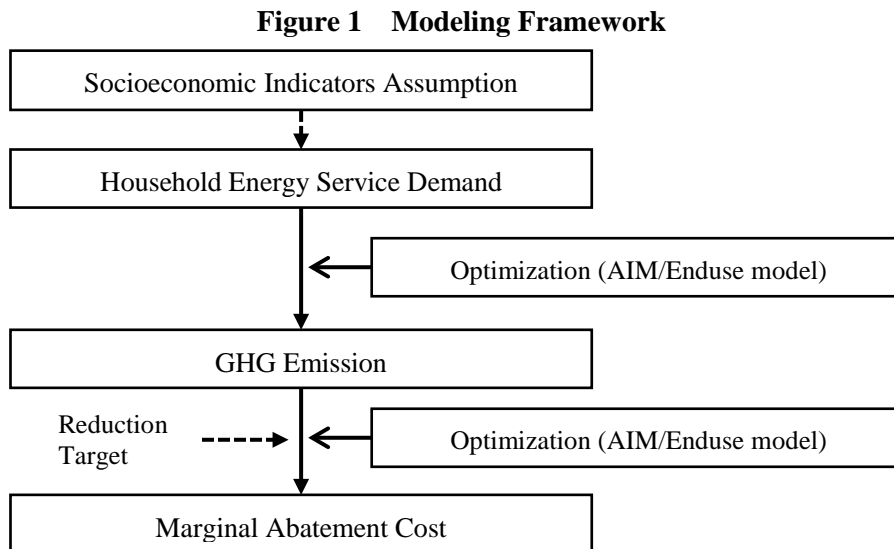 Figure 1 Modeling Framework
Socioeconomic Indicators Assumption
Household Energy Service Demand
Optimization (AIM/Enduse model)
GHG Emission
Reduction
Target
Optimization (AIM/Enduse model)
Marginal Abatement Cost